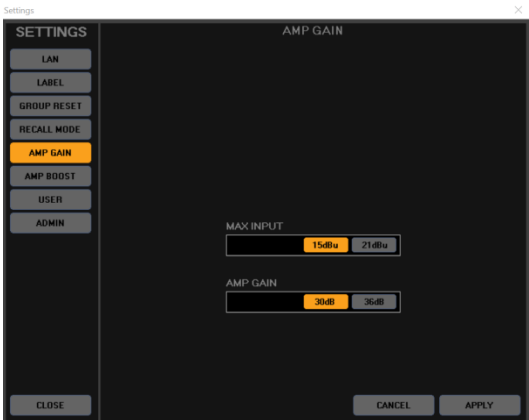 Settings
SETTINGS
LAN
LABEL
GROUP RESET
RECALL MODE
AMP GAIN
AMP BOOST
USER
ADMIN
CLOSE
AMP GAIN
MAX INPUT
15dBu 21dBu
AMP GAIN
30dB 36dB
CANCEL APPLY